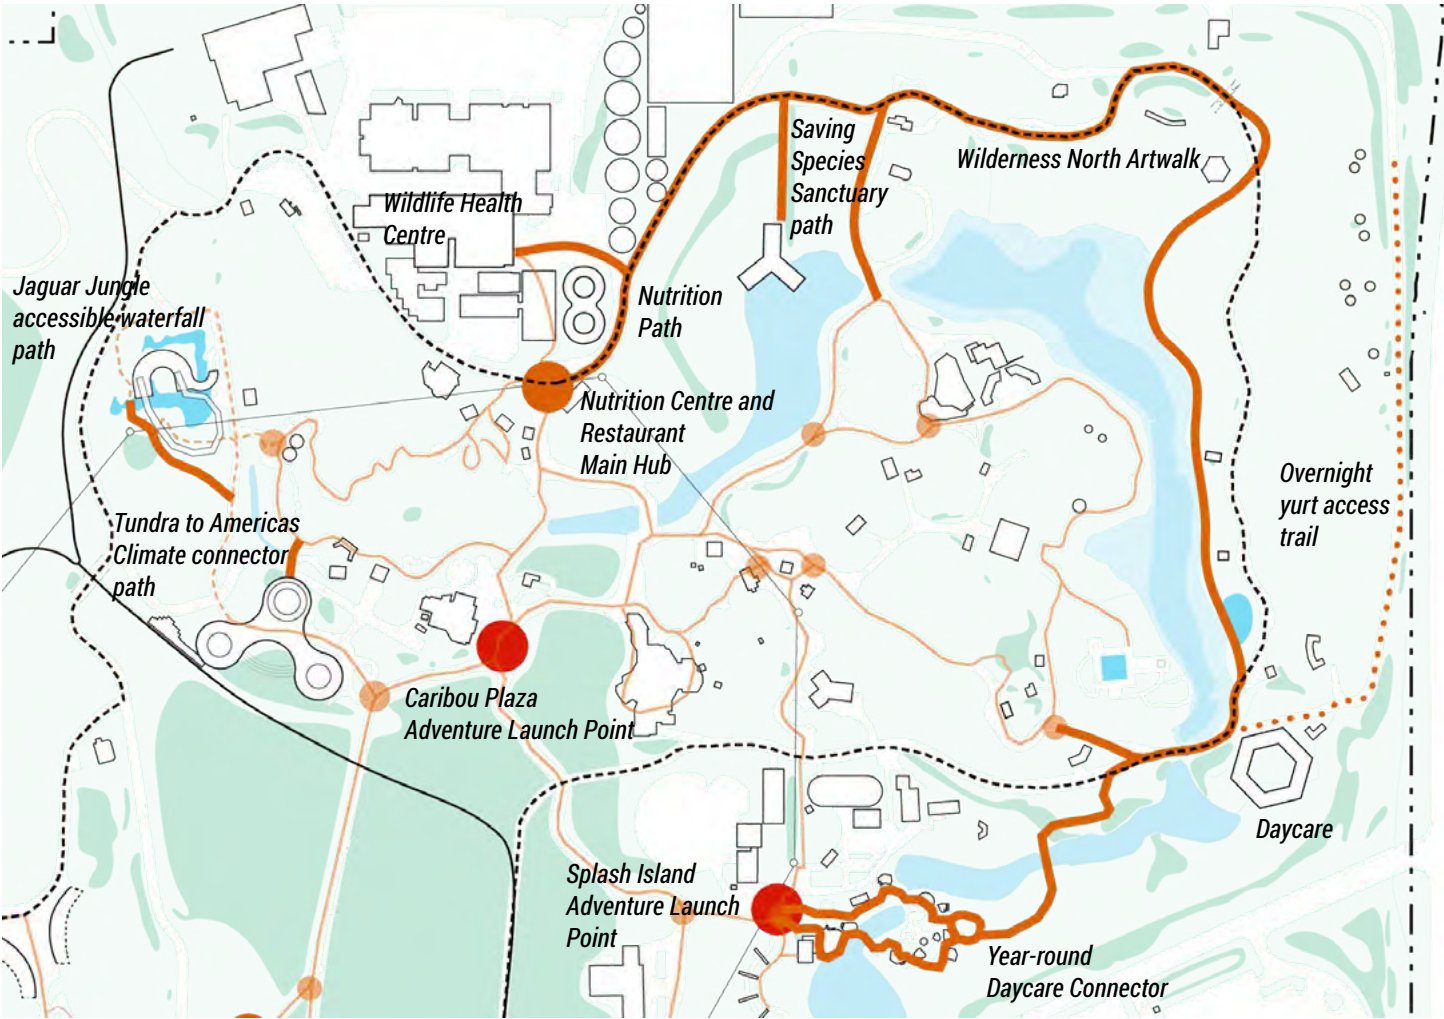 Saving
Species
Sanctuary
path
Wilderness North Artwalk
Wildlife Health
Centre
Jaguar Jungle
accessible waterfall
path
Nutrition
Path
Nutrition Centre and
Restaurant
Main Hub
Overnight
yurt access
trail
Tundra to Americas
Climate connector
path
Caribou Plaza
Adventure Launch Point
Daycare
Splash Island
Adventure Launch
Point
Year-round
Daycare Connector